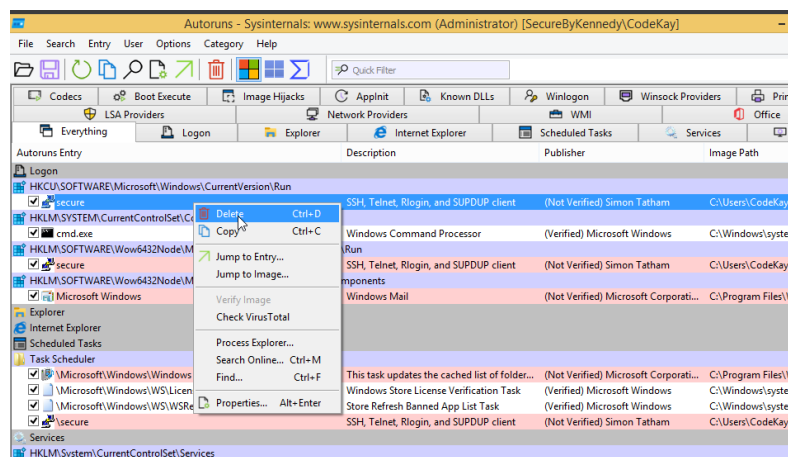 Autoruns - Sysinternals: www.sysinternals.com (Administrator) [SecureByKennedy\CodeKay]
File Search Entry User Options Category Help
Quick Filter
Codecs Boot Execute Image Hijacks AppInit Known DLLs Winlogon Winsock Providers Prin
LSA Providers Network Providers WMI Office
Everything Logon Explorer Internet Explorer Scheduled Tasks Services
Autoruns Entry Description Publisher Image Path
Logon
HKCU\SOFTWARE\Microsoft\Windows\CurrentVersion\Run
secure SSH, Telnet, Rlogin, and SUPDUP client (Not Verified) Simon Tatham C:\Users\CodeKay
HKLM\SYSTEM\CurrentControlSet\Co
cmd.exe Windows Command Processor (Verified) Microsoft Windows C:\Windows\syste
HKLM\SOFTWARE\Wow6432Node\M \Run
secure SSH, Telnet, Rlogin, and SUPDUP client (Not Verified) Simon Tatham C:\Users\CodeKay
HKLM\SOFTWARE\Wow6432Node\M mponents
Microsoft Windows Windows Mail (Not Verified) Microsoft Corporati... C:\Program Files\
Explorer
Internet Explorer
Scheduled Tasks
Task Scheduler
\Microsoft\Windows\Windows This task updates the cached list of folder... (Not Verified) Microsoft Corporati... C:\Program Files\
\Microsoft\Windows\WS\Licen Windows Store License Verification Task (Verified) Microsoft Windows C:\Windows\syste
\Microsoft\Windows\WS\WSRe Store Refresh Banned App List Task (Verified) Microsoft Windows C:\Windows\syste
\secure SSH, Telnet, Rlogin, and SUPDUP client (Not Verified) Simon Tatham C:\Users\CodeKay
Services
HKLM\System\CurrentControlSet\Services
Delete Ctrl+D
Copy Ctrl+C
Jump to Entry...
Jump to Image...
Verify Image
Check VirusTotal
Process Explorer...
Search Online... Ctrl+M
Find... Ctrl+F
Properties... Alt+Enter